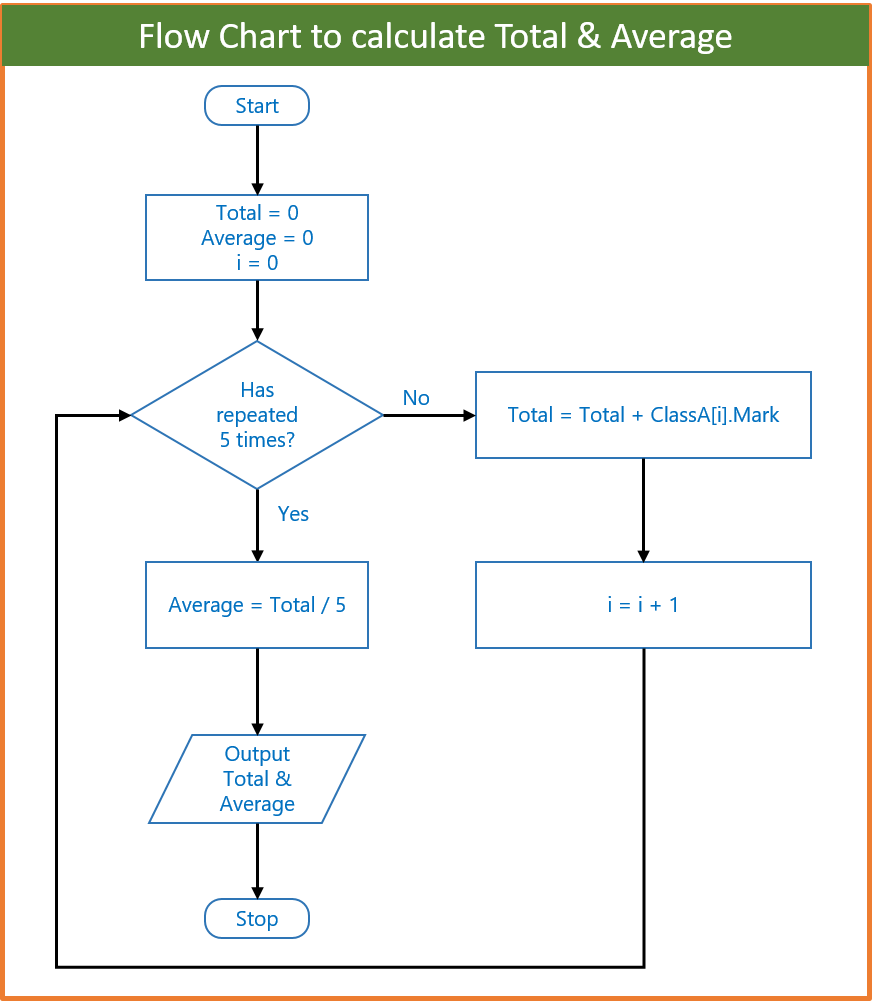 Flow Chart to calculate Total & Average
Start
Total = 0
Average = 0
i = 0
Has
repeated
5 times?
No
Total = Total + ClassA[i].Mark
i = i + 1
Yes
Average = Total / 5
Output
Total &
Average
Stop